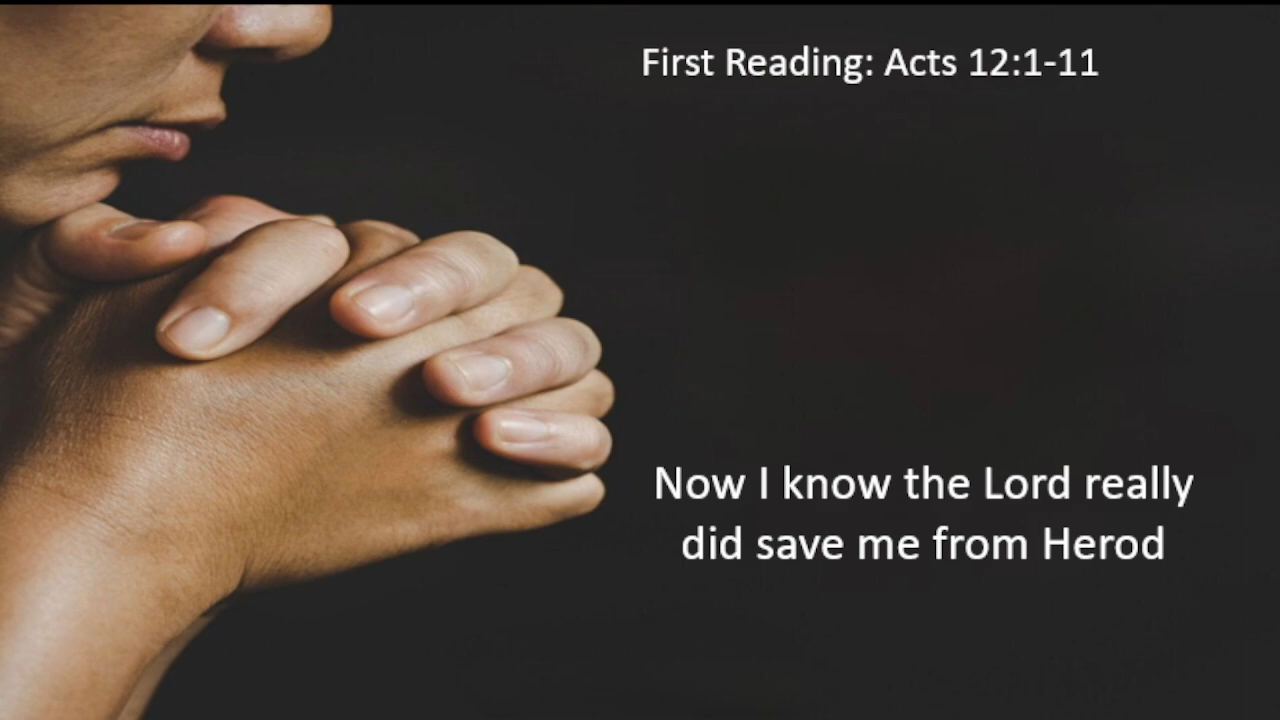 First Reading: Acts 12:1-11
Now I know the Lord really
did save me from Herod